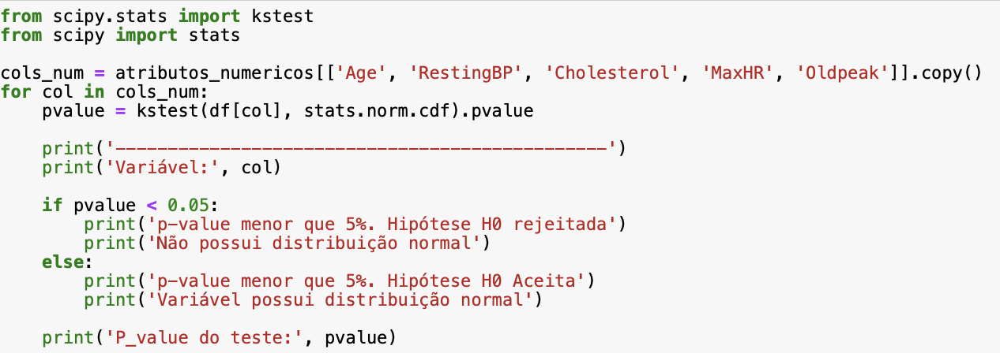 from scipy.stats import kstest
from scipy import stats
cols_num = atributos_numericos[['Age', 'RestingBP', 'Cholesterol', 'MaxHR', 'Oldpeak']].copy()
for col in cols_num:
    pvalue = kstest(df[col], stats.norm.cdf).pvalue
    print('-----------------------------------------------')
    print('Variável:', col)
    if pvalue < 0.05:
        print('p-value menor que 5%. Hipótese H0 rejeitada')
        print('Não possui distribuição normal')
    else:
        print('p-value menor que 5%. Hipótese H0 Aceita')
        print('Variável possui distribuição normal')
    print('P_value do teste:', pvalue)